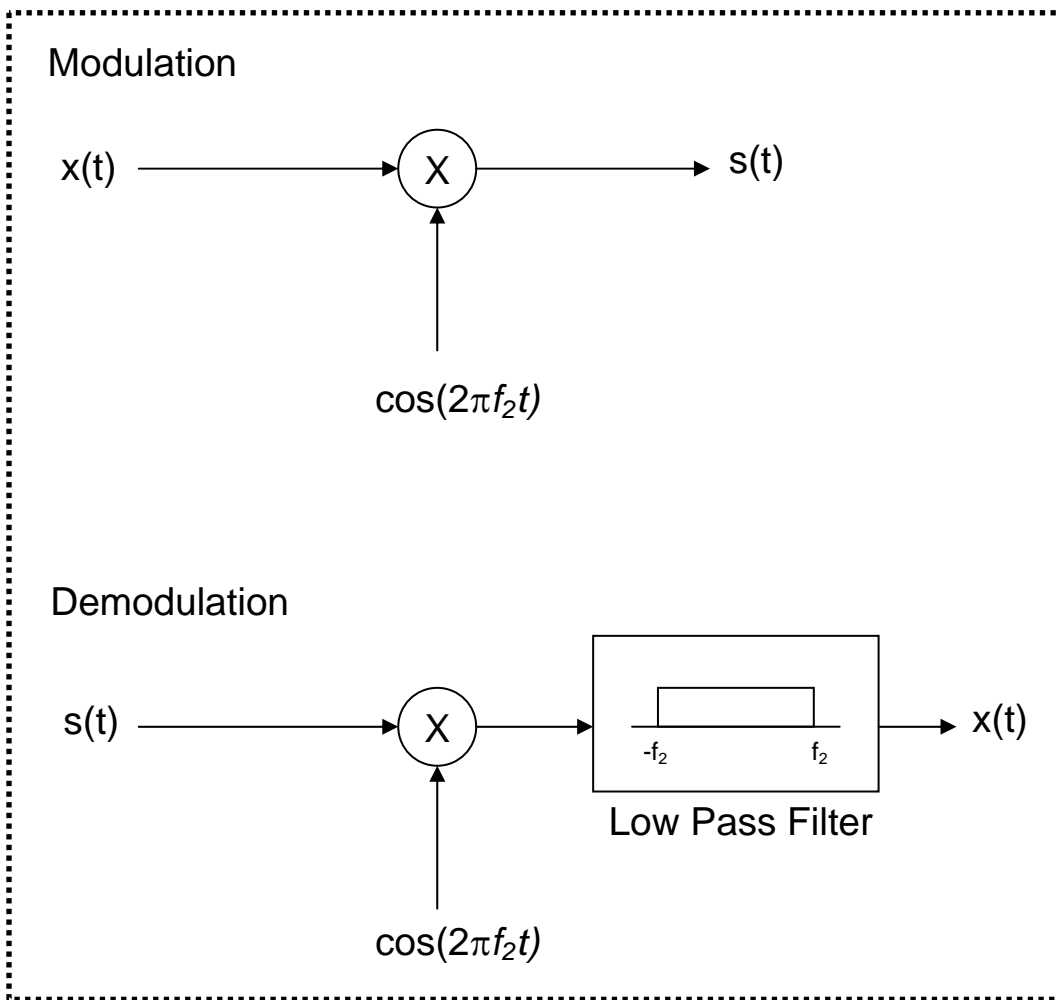 Modulation
x(t)
X
s(t)
cos(2πf₂t)
Demodulation
s(t)
X
x(t)
-f₂
f₂
Low Pass Filter
cos(2πf₂t)